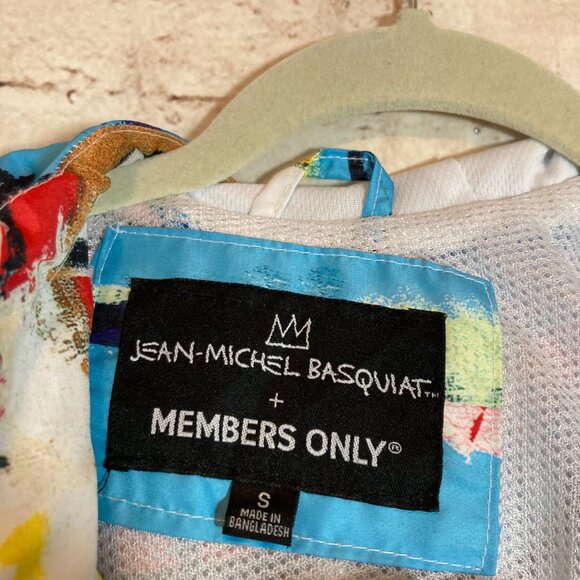 JEAN-MICHEL BASQUIAT™
+
MEMBERS ONLY®
S
MADE IN
BANGLADESH